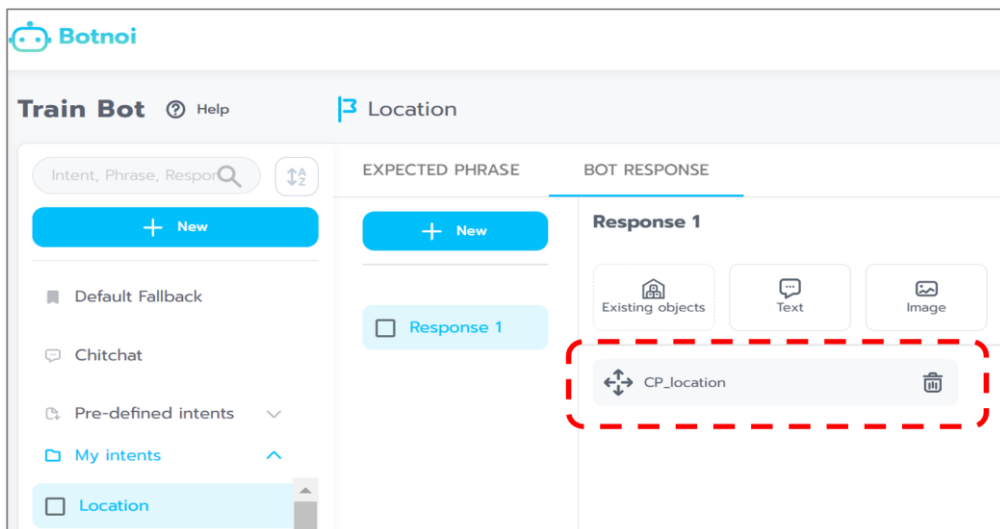 Botnoi
Train Bot
Help
Location
Intent, Phrase, Respor
New
Default Fallback
Chitchat
Pre-defined intents
My intents
Location
EXPECTED PHRASE
BOT RESPONSE
New
Response 1
Response 1
Existing objects
Text
Image
CP_location